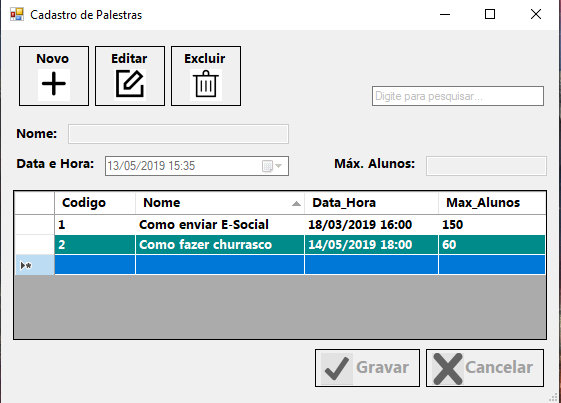 Cadastro de Palestras
Novo Editar Excluir
Digite para pesquisar...
Nome:
Data e Hora: 13/05/2019 15:35 Máx. Alunos:
Codigo Nome Data_Hora Max_Alunos
1 Como enviar E-Social 18/03/2019 16:00 150
2 Como fazer churrasco 14/05/2019 18:00 60
Gravar Cancelar